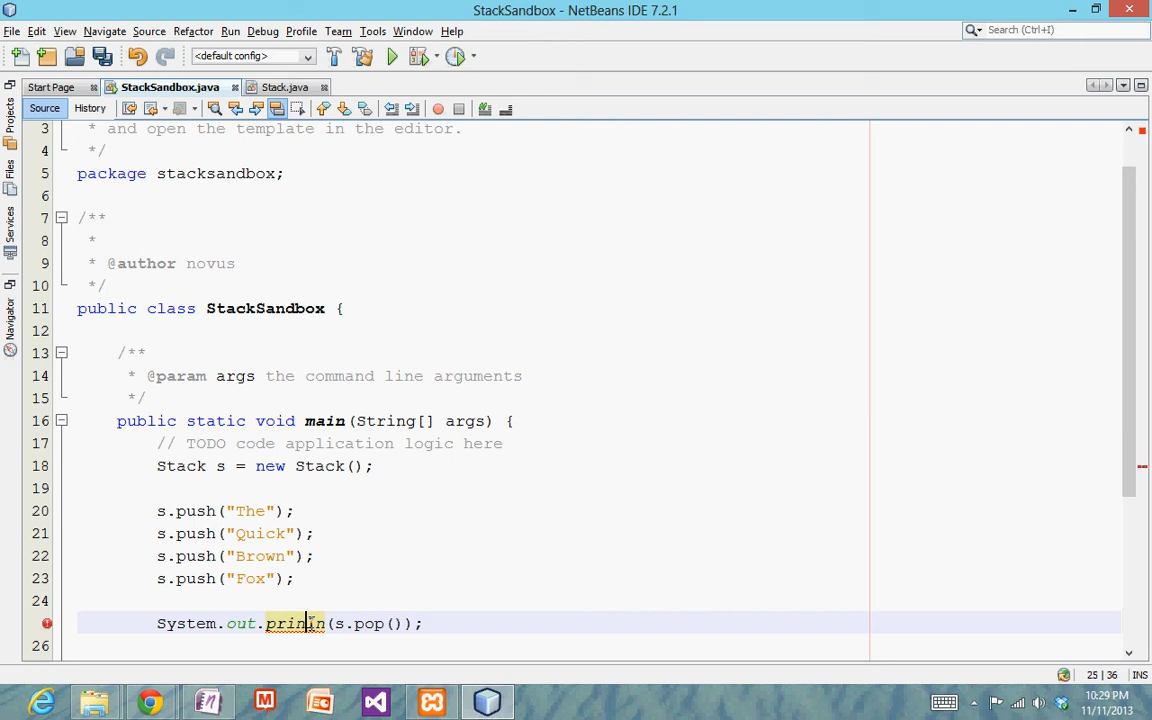 StackSandbox - NetBeans IDE 7.2.1
File Edit View Navigate Source Refactor Run Debug Profile Team Tools Window Help
Search (Ctrl+I)
<default config>
Start Page StackSandbox.java Stack.java
Source History
Projects
Files
Services
Navigator
3 * and open the template in the editor.
4 */
5 package stacksandbox;
6
7 /**
8 *
9 * @author novus
10 */
11 public class StackSandbox {
12
13 /**
14 * @param args the command line arguments
15 */
16 public static void main(String[] args) {
17 // TODO code application logic here
18 Stack s = new Stack();
19
20 s.push("The");
21 s.push("Quick");
22 s.push("Brown");
23 s.push("Fox");
24
System.out.prinln(s.pop());
26
25 | 36 INS
10:29 PM
11/11/2013